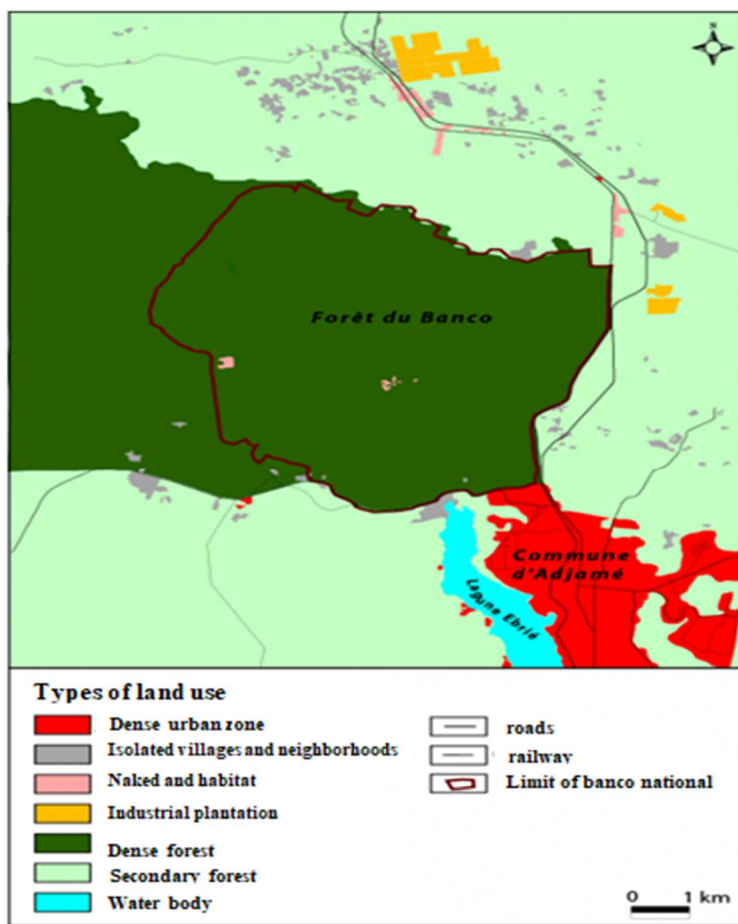 N
Forêt du Banco
Commune
d'Adjamé
Lagune Ebrié
Types of land use
Dense urban zone
Isolated villages and neighborhoods
Naked and habitat
Industrial plantation
Dense forest
Secondary forest
Water body
roads
railway
Limit of banco national
0 1 km